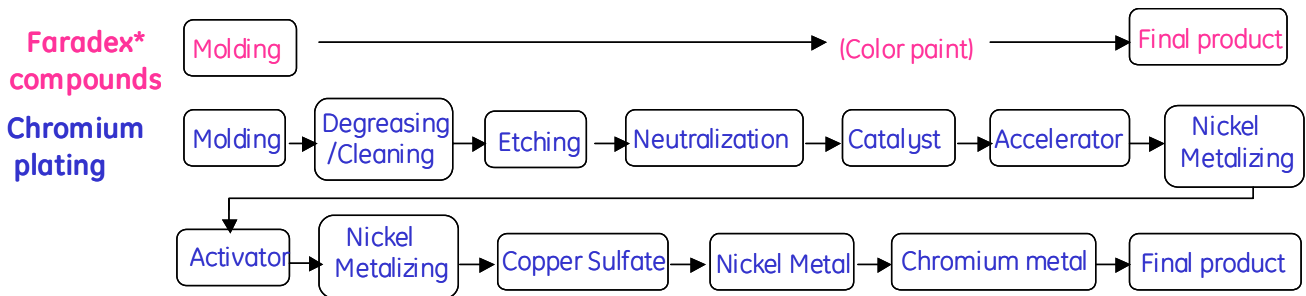 Faradex*
compounds
Molding
(Color paint)
Final product
Chromium
plating
Molding
Degreasing
/Cleaning
Etching
Neutralization
Catalyst
Accelerator
Nickel
Metalizing
Activator
Nickel
Metalizing
Copper Sulfate
Nickel Metal
Chromium metal
Final product